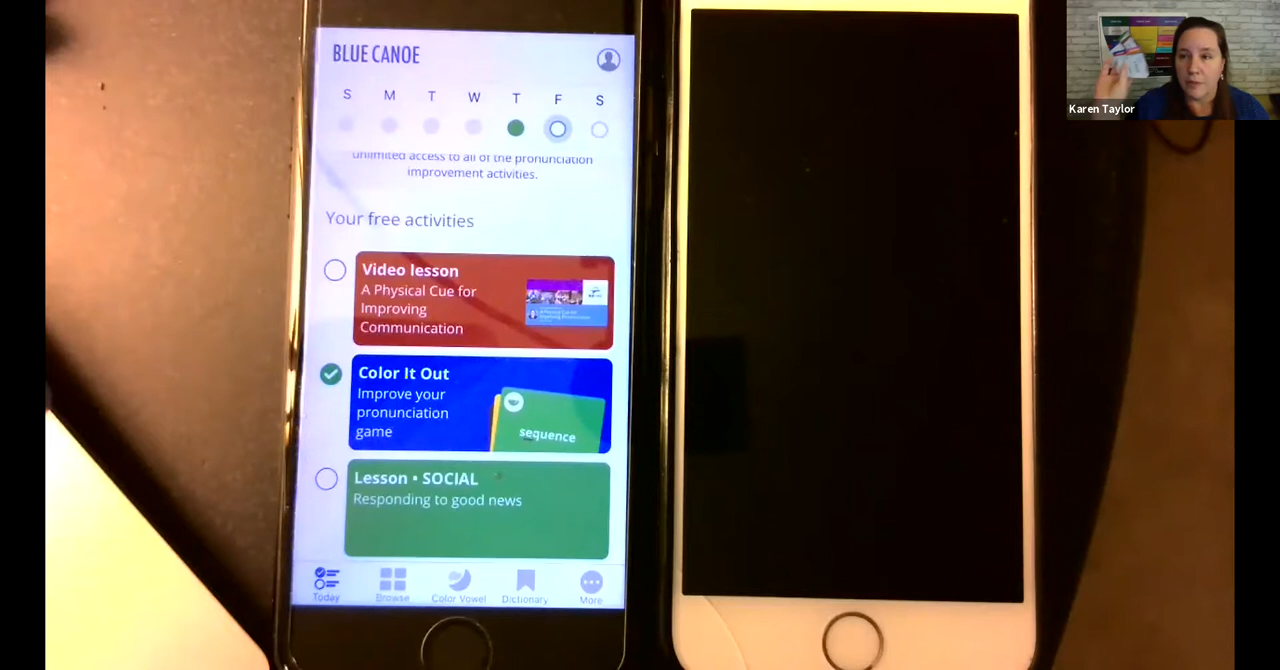 BLUE CANOE
S M T W T F S
unlimited access to all of the pronunciation
improvement activities.
Your free activities
Video lesson
A Physical Cue for
Improving
Communication
Color It Out
Improve your
pronunciation
game
sequence
Lesson • SOCIAL
Responding to good news
Today Browse Color Vowel Dictionary More
Karen Taylor